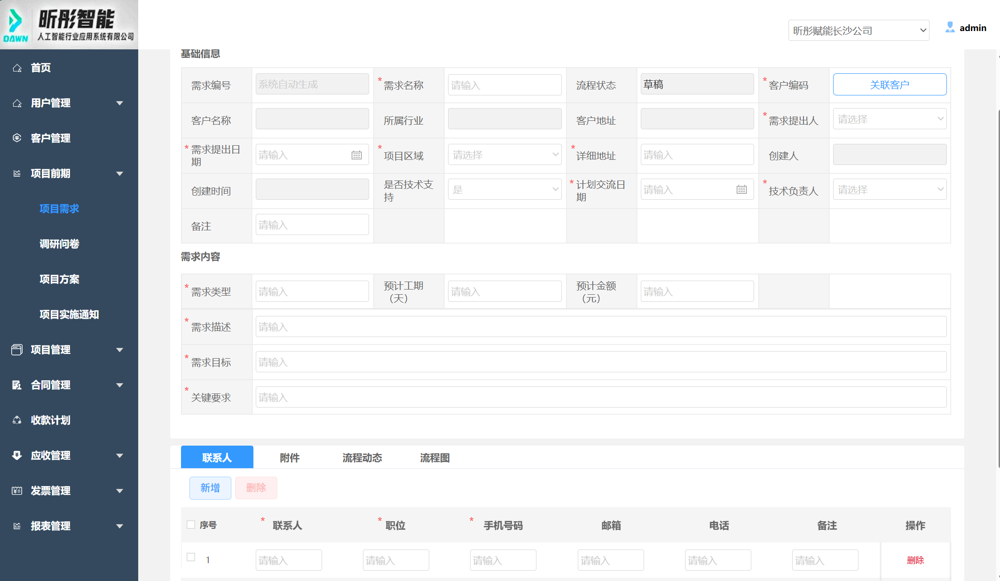 DAWN
昕彤智能
人工智能行业应用系统有限公司
昕彤赋能长沙公司
admin
首页
用户管理
客户管理
项目前期
项目需求
调研问卷
项目方案
项目实施通知
项目管理
合同管理
收款计划
应收管理
发票管理
报表管理
基础信息
需求编号 系统自动生成 * 需求名称 请输入 流程状态 草稿 * 客户编码 关联客户
客户名称 所属行业 客户地址 * 需求提出人 请选择
* 需求提出日期 请输入 * 项目区域 请选择 * 详细地址 请输入 创建人
创建时间 是否技术支持 是 * 计划交流日期 请输入 * 技术负责人 请选择
备注 请输入
需求内容
* 需求类型 请输入 预计工期（天） 请输入 预计金额（元） 请输入
* 需求描述 请输入
* 需求目标 请输入
* 关键要求 请输入
联系人 附件 流程动态 流程图
新增 删除
序号 * 联系人 * 职位 * 手机号码 邮箱 电话 备注 操作
1 请输入 请输入 请输入 请输入 请输入 请输入 删除